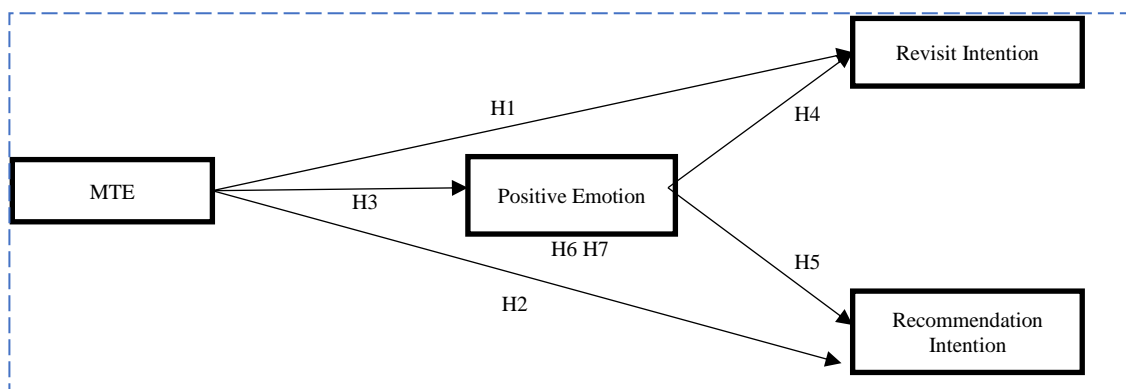 Revisit Intention
H1
H4
MTE
Positive Emotion
H3
H6 H7
H5
H2
Recommendation
Intention